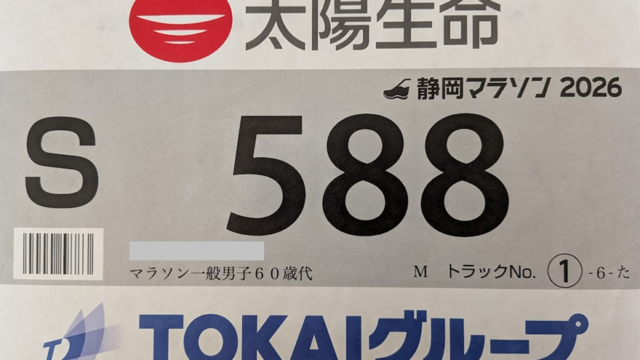 太陽生命
静岡マラソン 2026
S 588
マラソン一般男子60歳代 M トラックNo. ①-6-た
TOKAIグループ